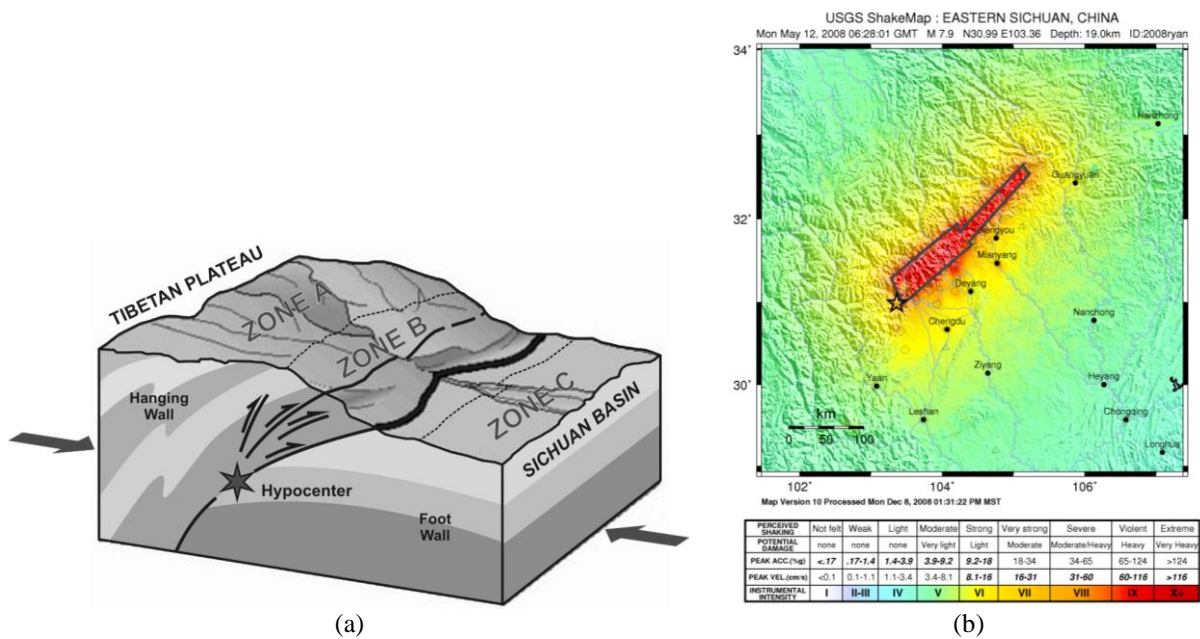 TIBETAN PLATEAU
ZONE A
ZONE B
ZONE C
SICHUAN BASIN
Hanging
Wall
Hypocenter
Foot
Wall
(a)
USGS ShakeMap : EASTERN SICHUAN, CHINA
Mon May 12, 2008 06:28:01 GMT M 7.9 N30.99 E103.36 Depth: 19.0km ID:2008ryan
34°
32°
30°
Hanzhong
Guangyuan
Mianyang
Deyang
Chengdu
Nanchong
Ziyang
Yaan
Heyang
Leshan
Chongqing
km
0 50 100
102° 104° 106°
Map Version 10 Processed Mon Dec 8, 2008 01:31:22 PM MST
PERCEIVED SHAKING Not felt Weak Light Moderate Strong Very strong Severe Violent Extreme
POTENTIAL DAMAGE none none none Very light Light Moderate Moderate/Heavy Heavy Very Heavy
PEAK ACC.(%g) <.17 .17-1.4 1.4-3.9 3.9-9.2 9.2-18 18-34 34-65 65-124 >124
PEAK VEL.(cm/s) <0.1 0.1-1.1 1.1-3.4 3.4-8.1 8.1-16 16-31 31-60 60-116 >116
INSTRUMENTAL INTENSITY I II-III IV V VI VII VIII IX X+
(b)